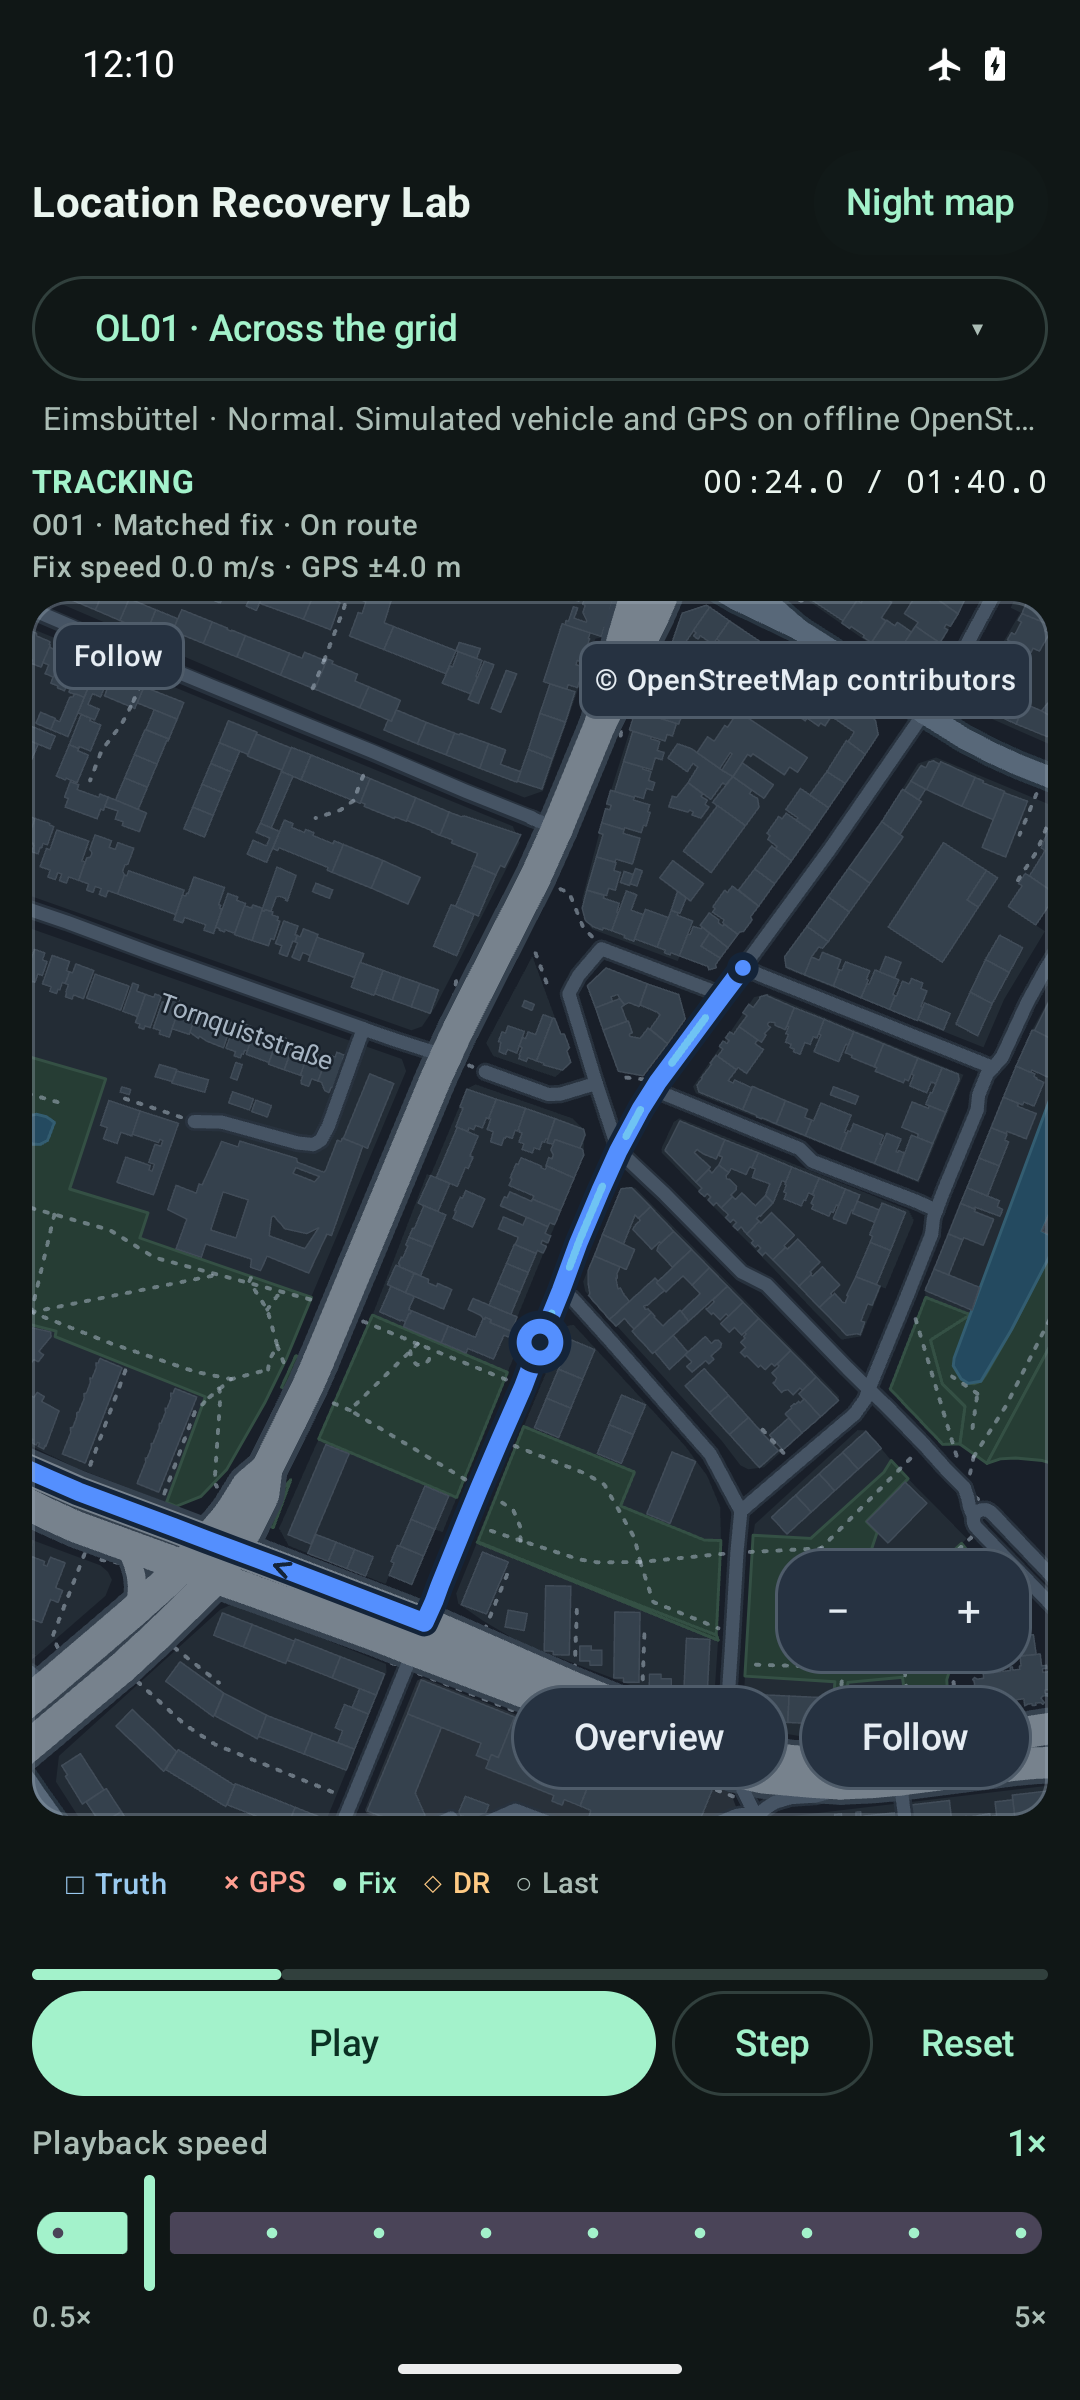 12:10
Location Recovery Lab
Night map
OL01 · Across the grid
Eimsbüttel · Normal. Simulated vehicle and GPS on offline OpenSt…
TRACKING
00:24.0 / 01:40.0
O01 · Matched fix · On route
Fix speed 0.0 m/s · GPS ±4.0 m
Follow
© OpenStreetMap contributors
Tornquiststraße
− +
Overview
Follow
□ Truth × GPS ● Fix ◇ DR ○ Last
Play
Step
Reset
Playback speed
1×
0.5×
5×